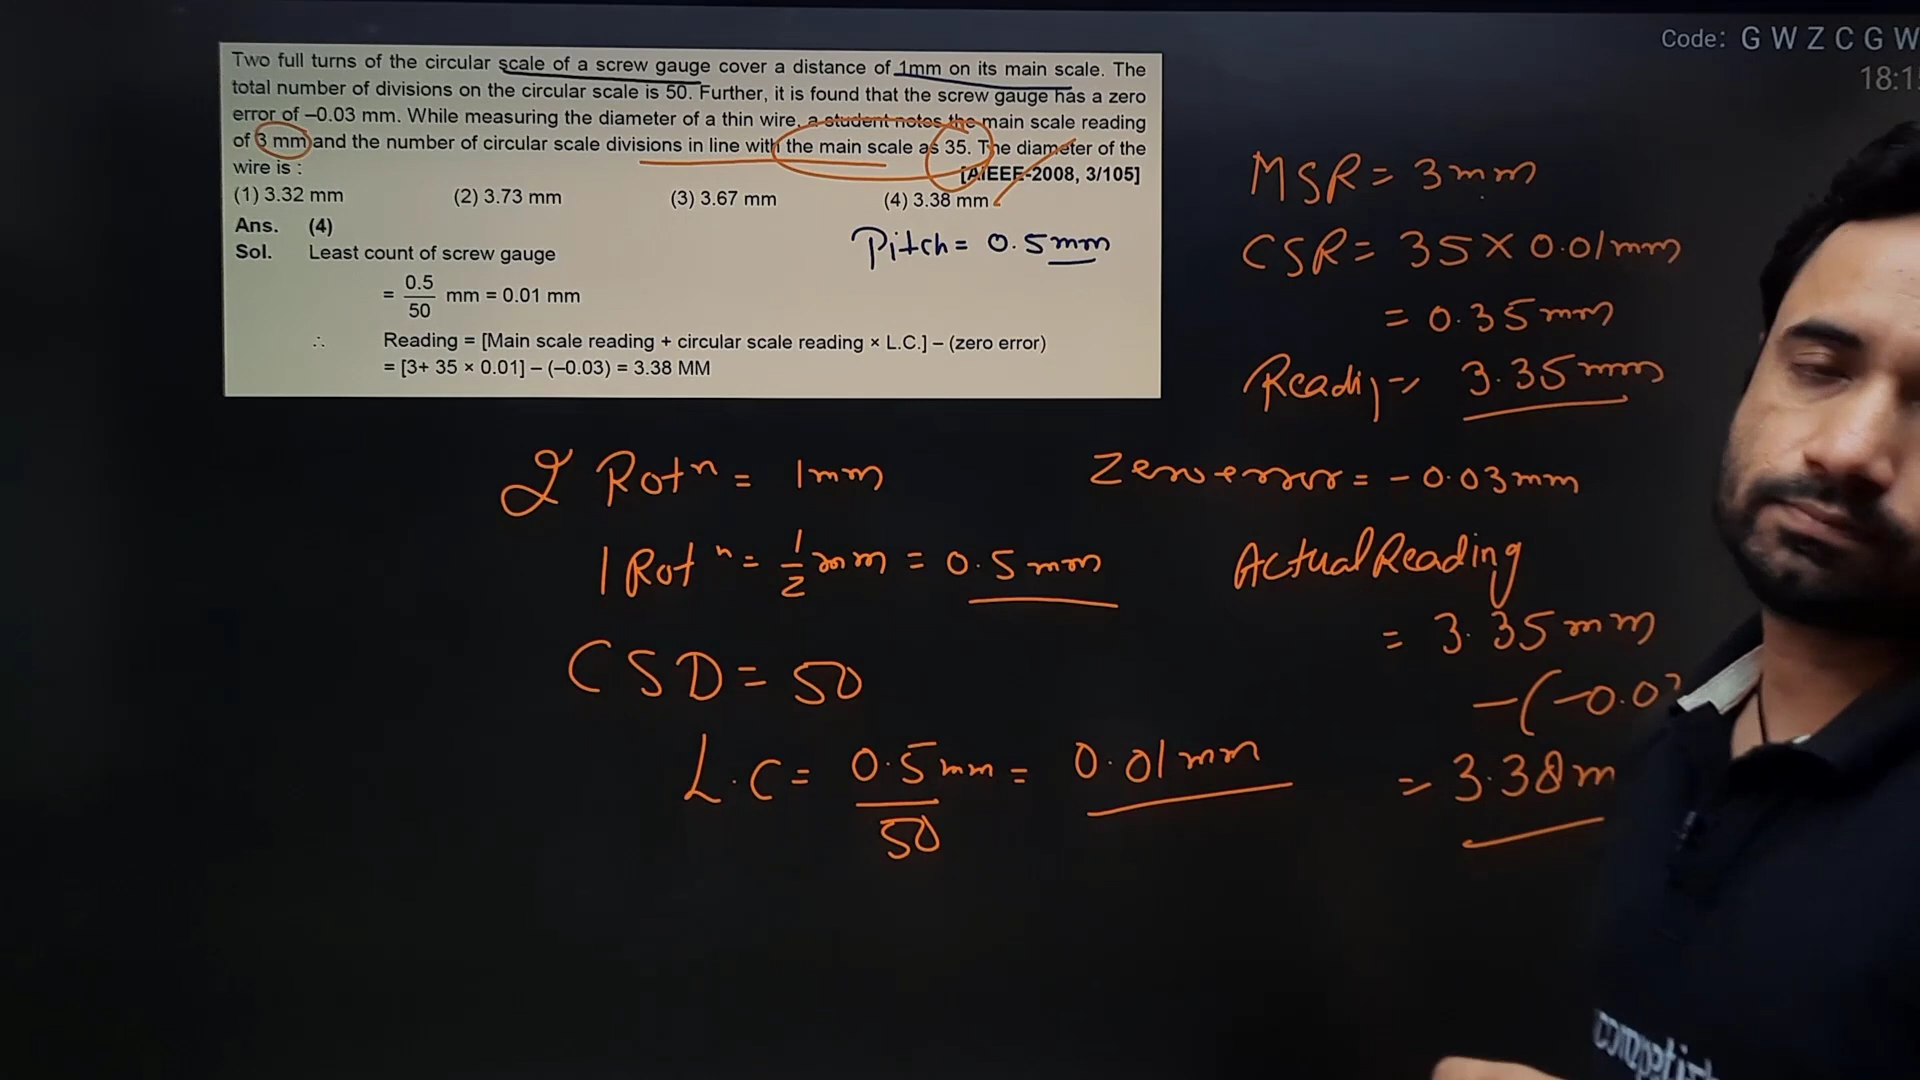 Code: G W Z C G W
18:1
Two full turns of the circular scale of a screw gauge cover a distance of 1mm on its main scale. The
total number of divisions on the circular scale is 50. Further, it is found that the screw gauge has a zero
error of –0.03 mm. While measuring the diameter of a thin wire, a student notes the main scale reading
of 3 mm and the number of circular scale divisions in line with the main scale as 35. The diameter of the
wire is :
[AIEEE-2008, 3/105]
(1) 3.32 mm (2) 3.73 mm (3) 3.67 mm (4) 3.38 mm
Ans. (4)
Sol. Least count of screw gauge
= 0.5/50 mm = 0.01 mm
∴ Reading = [Main scale reading + circular scale reading × L.C.] – (zero error)
= [3+ 35 × 0.01] – (–0.03) = 3.38 MM
Pitch = 0.5mm
MSR = 3mm
CSR = 35 × 0.01mm
= 0.35mm
Readi 3.35mm
2 Rotⁿ = 1mm
1 Rotⁿ = 1/2 mm = 0.5mm
CSD = 50
L.C = 0.5mm/50 = 0.01mm
Zero error = -0.03mm
Actual Reading
= 3.35mm
-(-0.0
= 3.38m
competi